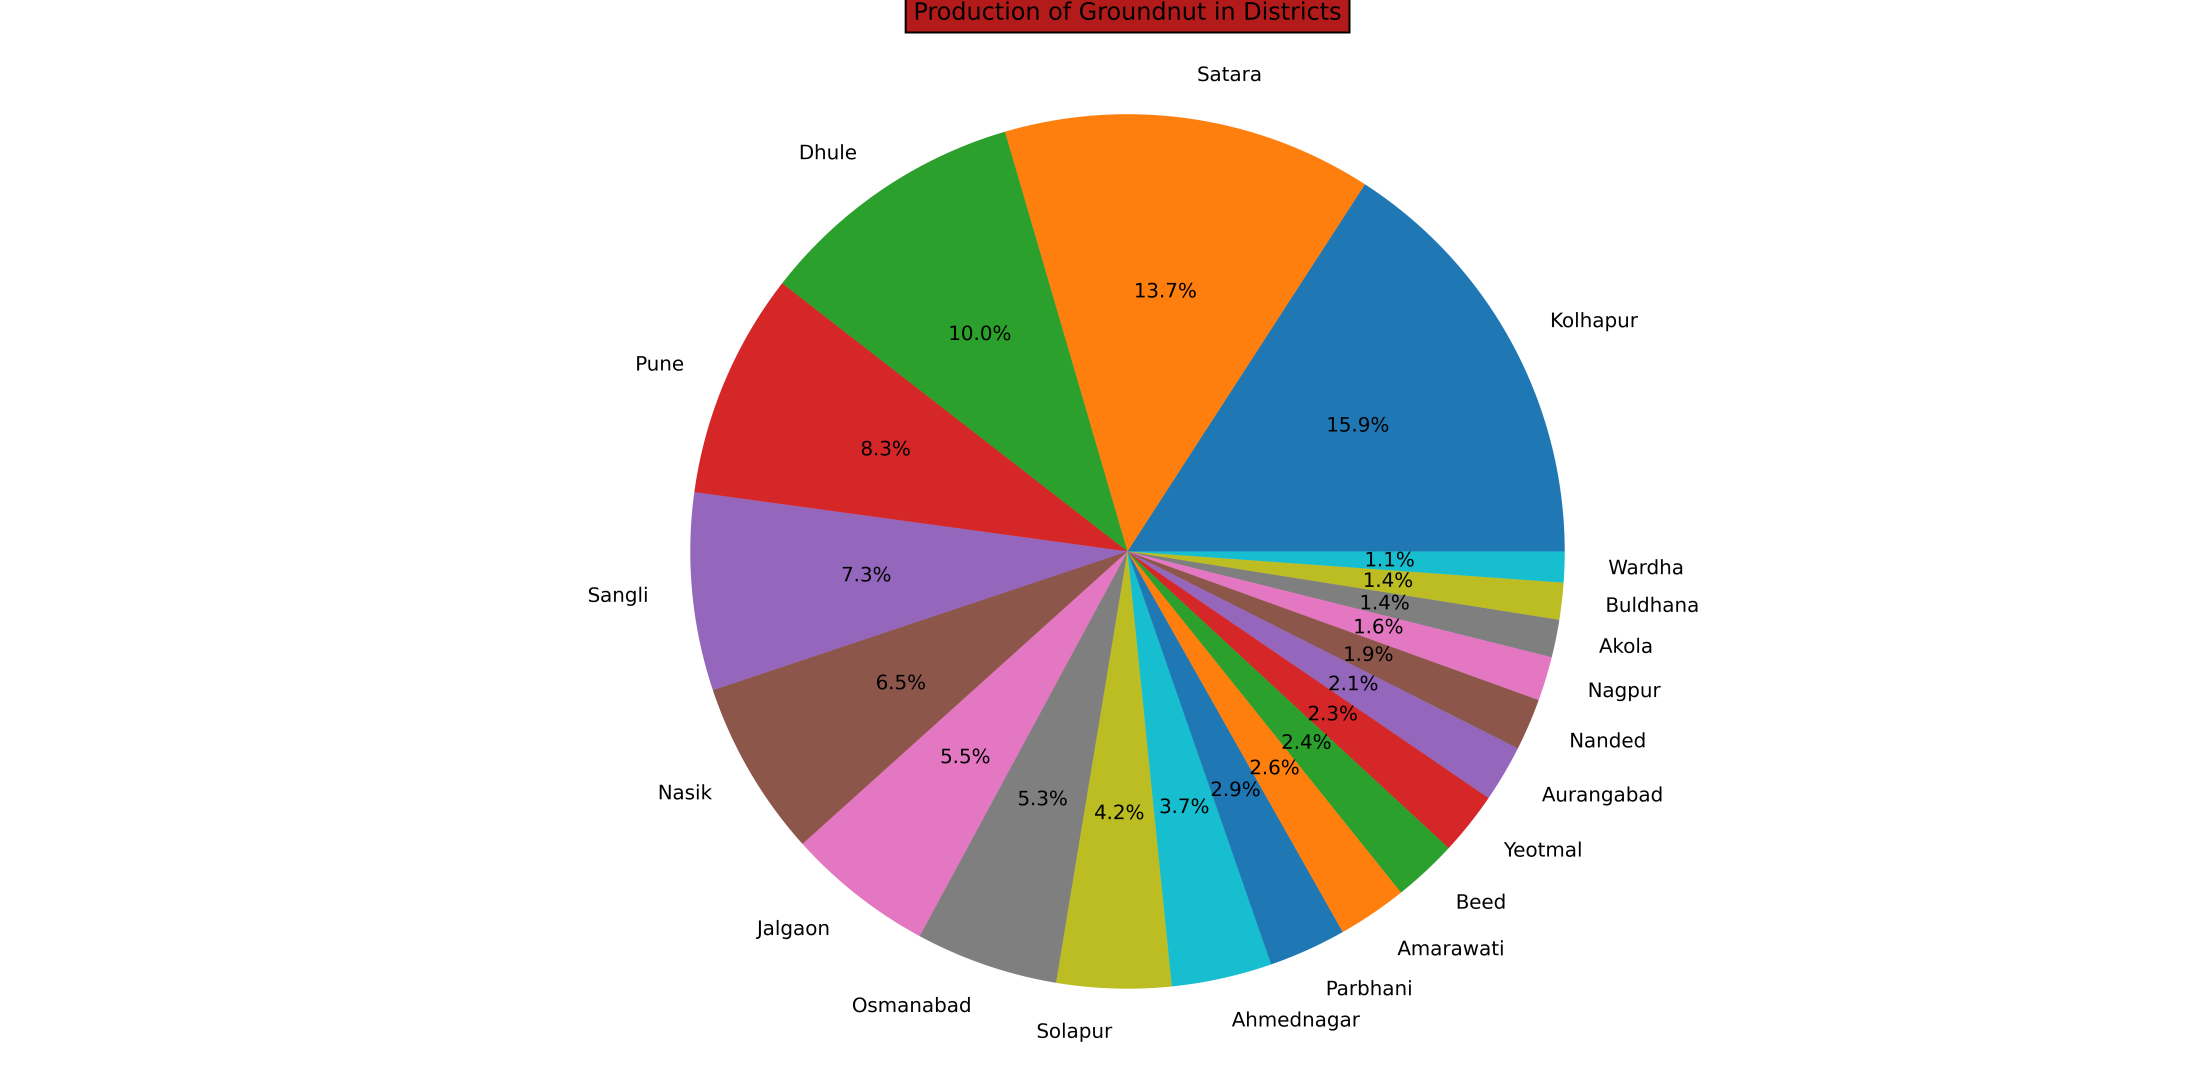 Production of Groundnut in Districts
Satara
Dhule
Kolhapur
Pune
Sangli
Nasik
Jalgaon
Osmanabad
Solapur
Ahmednagar
Parbhani
Amarawati
Beed
Yeotmal
Aurangabad
Nanded
Nagpur
Akola
Buldhana
Wardha
15.9%
13.7%
10.0%
8.3%
7.3%
6.5%
5.5%
5.3%
4.2%
3.7%
2.9%
2.6%
2.4%
2.3%
2.1%
1.9%
1.6%
1.4%
1.4%
1.1%